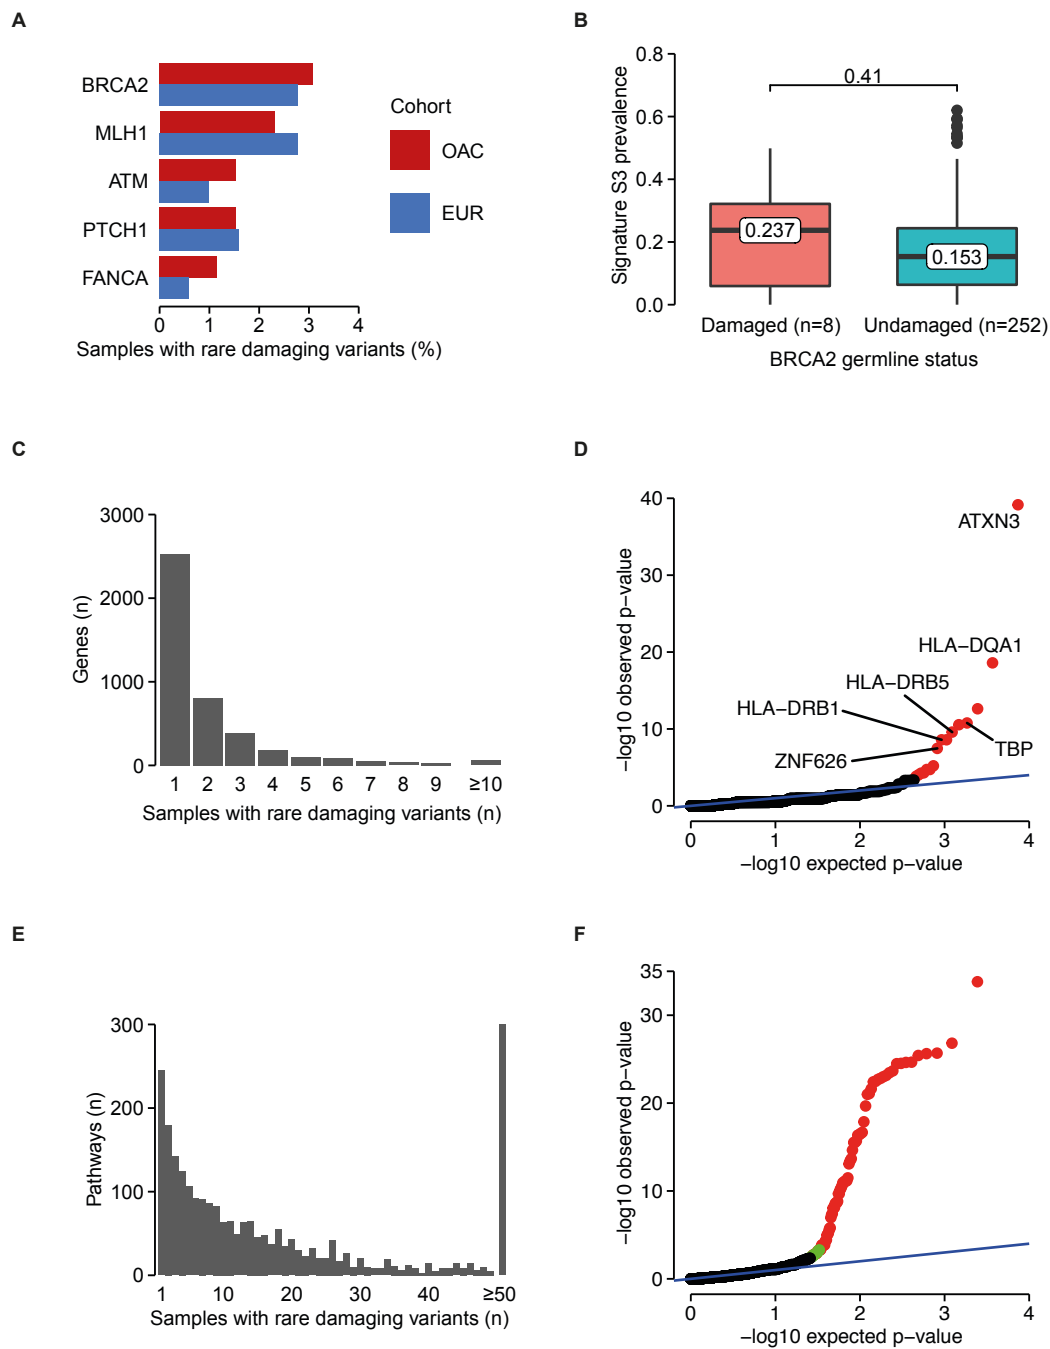 A
BRCA2
MLH1
ATM
PTCH1
FANCA
0 1 2 3 4
Samples with rare damaging variants (%)
Cohort
OAC
EUR
B
Signature S3 prevalence
0.8
0.6
0.4
0.2
0.0
0.41
0.237
0.153
Damaged (n=8) Undamaged (n=252)
BRCA2 germline status
C
Genes (n)
3000
2000
1000
0
1 2 3 4 5 6 7 8 9 ≥10
Samples with rare damaging variants (n)
D
−log10 observed p−value
40
30
20
10
0
ATXN3
HLA−DQA1
HLA−DRB5
HLA−DRB1
TBP
ZNF626
0 1 2 3 4
−log10 expected p−value
E
Pathways (n)
300
200
100
0
1 10 20 30 40 ≥50
Samples with rare damaging variants (n)
F
−log10 observed p−value
35
30
20
10
0
0 1 2 3 4
−log10 expected p−value